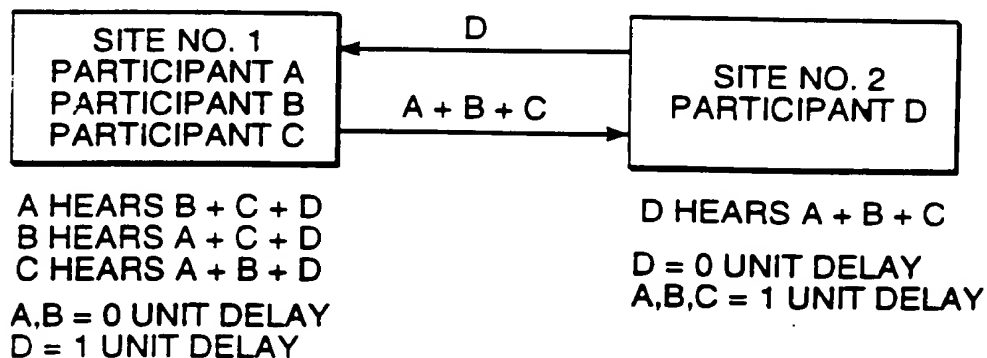 SITE NO. 1
PARTICIPANT A
PARTICIPANT B
PARTICIPANT C
D
A + B + C
SITE NO. 2
PARTICIPANT D
A HEARS B + C + D
B HEARS A + C + D
C HEARS A + B + D
A,B = 0 UNIT DELAY
D = 1 UNIT DELAY
D HEARS A + B + C
D = 0 UNIT DELAY
A,B,C = 1 UNIT DELAY